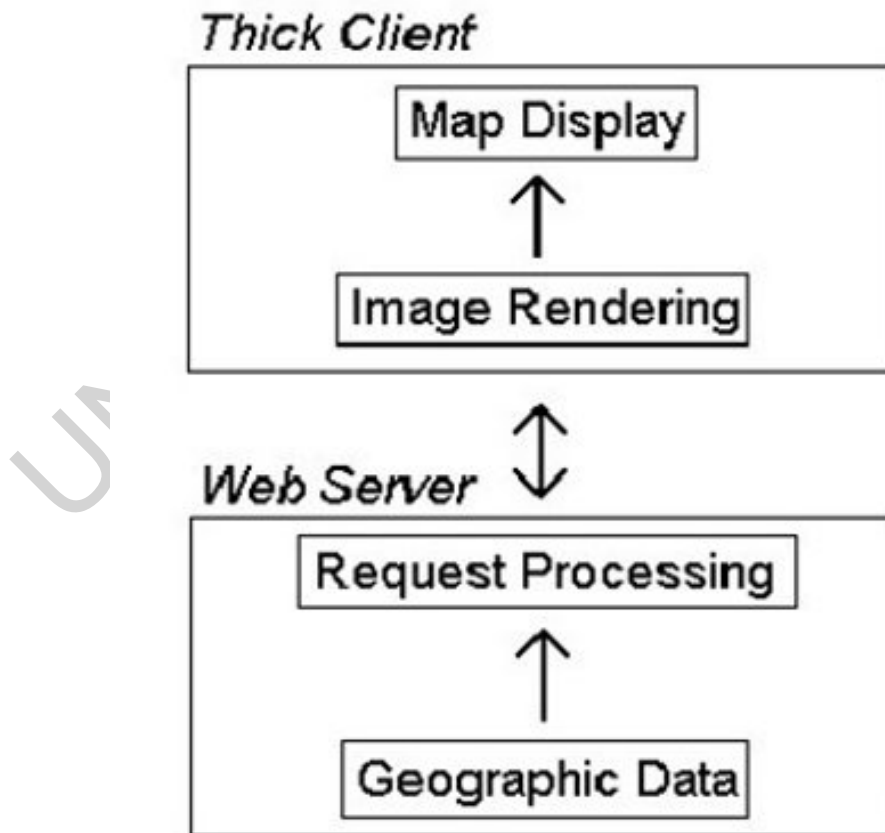 Thick Client
Map Display
Image Rendering
Web Server
Request Processing
Geographic Data